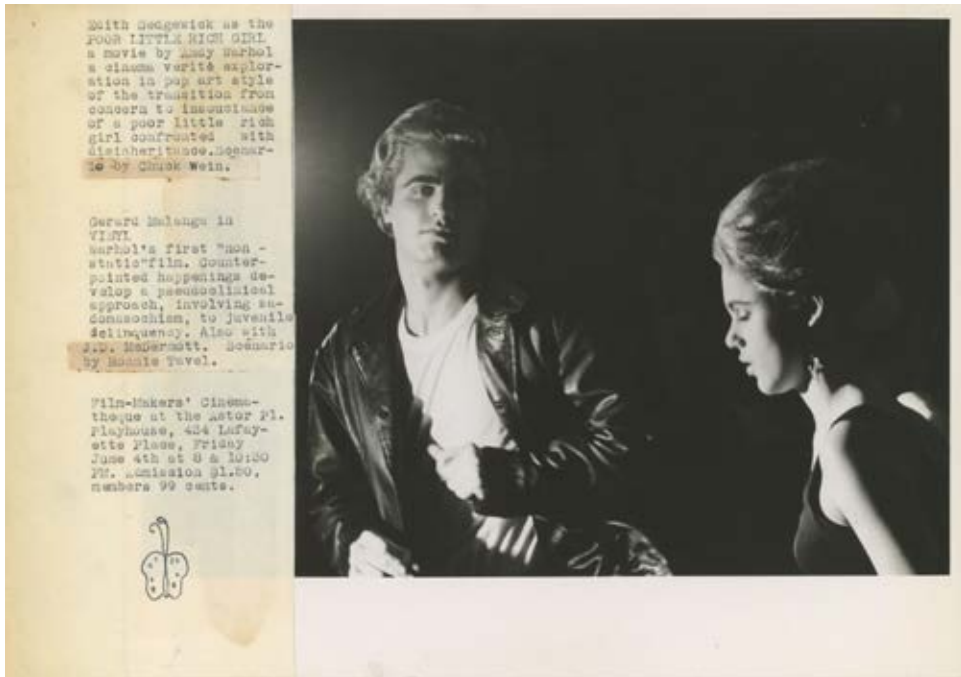 Edith Sedgewick as the
POOR LITTLE RICH GIRL
a movie by Andy Warhol
a cinema verité explor-
ation in pop art style
of the transition from
concern to insouciance
of a poor little rich
girl confronted with
disinheritance.Scenar-
io by Chuck Wein.
Gerard Malanga in
VINYL
Warhol's first "non -
static"film. Counter-
pointed happenings de-
velop a pseudoclinical
approach, involving sa-
domasochism, to juvenile
delinquency. Also with
J.D. McDermott. Scenario
by Ronnie Tavel.
Film-Makers' Cinema-
theque at the Astor Pl.
Playhouse, 434 Lafay-
ette Place, Friday
June 4th at 8 & 10:30
PM. Admission $1.50,
members 99 cents.